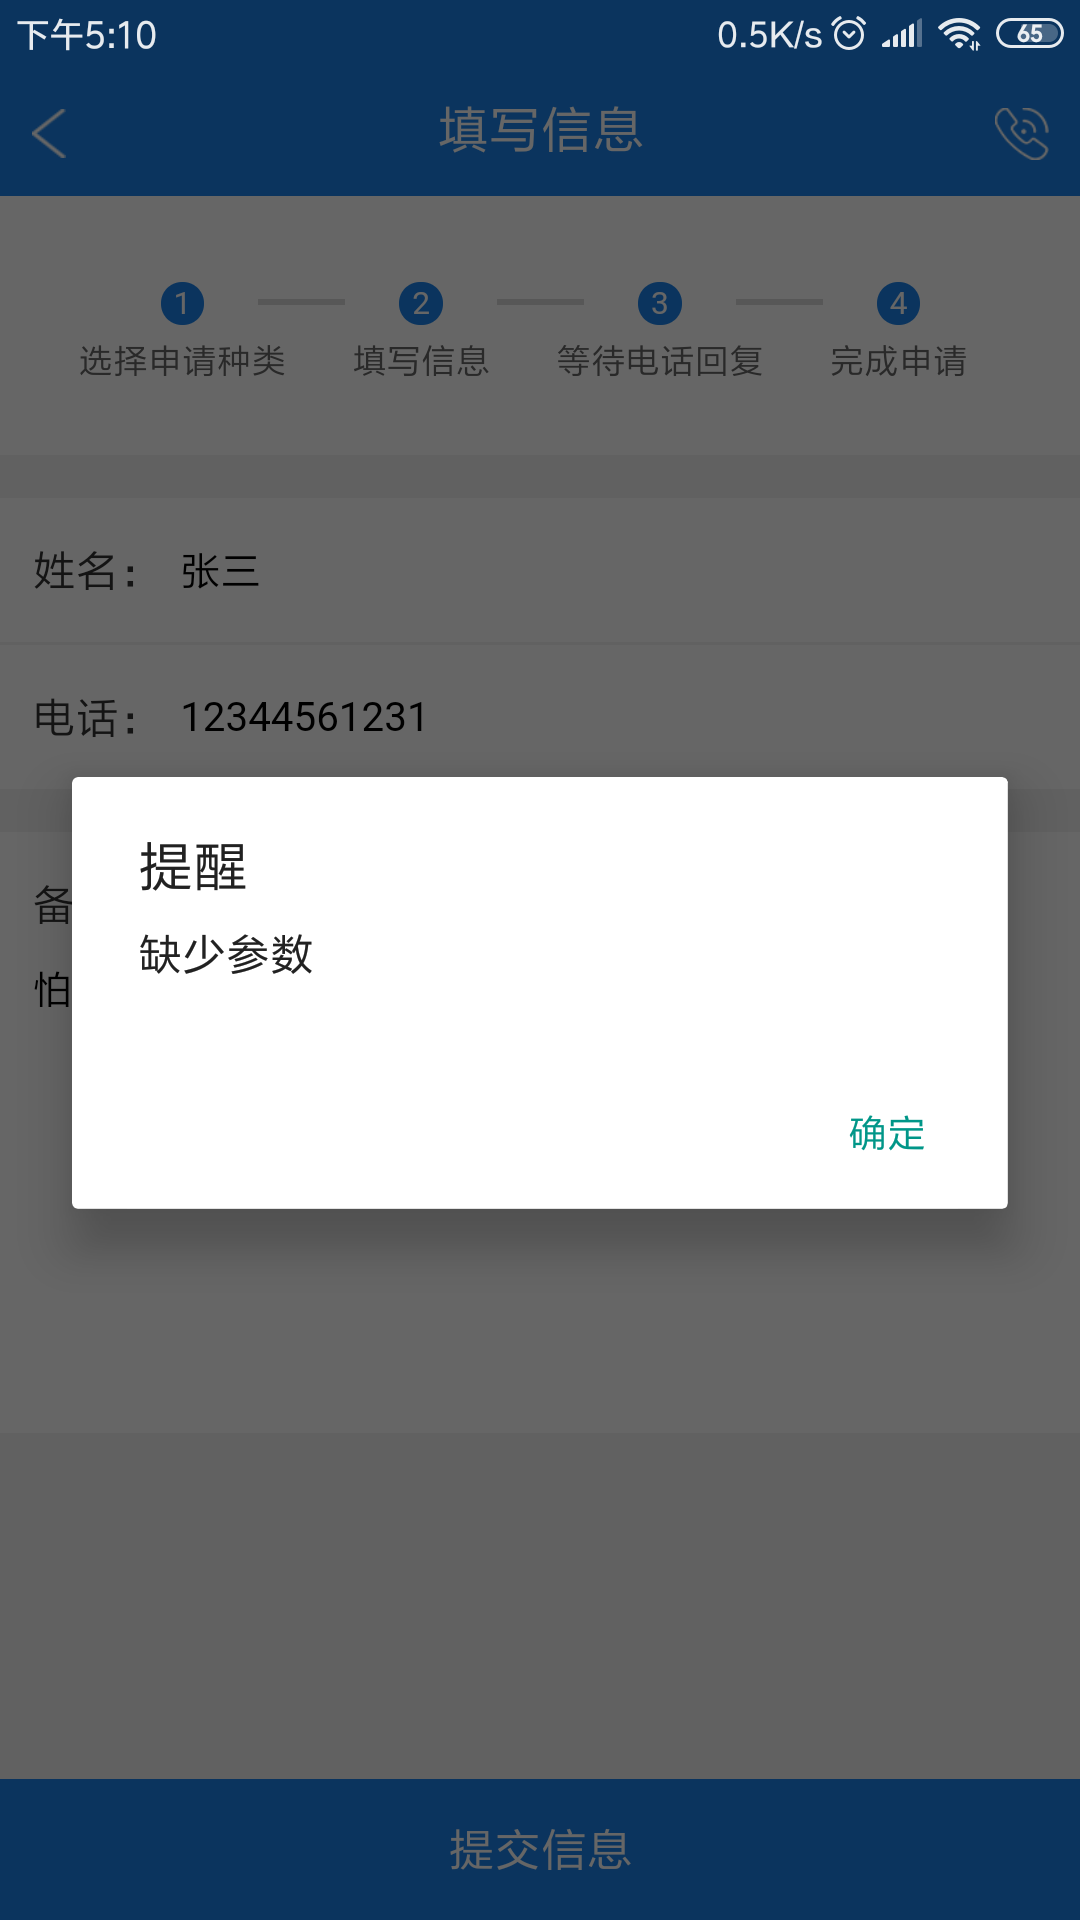 下午5:10 0.5K/s 65
填写信息
1 2 3 4
选择申请种类 填写信息 等待电话回复 完成申请
姓名： 张三
电话： 12344561231
提醒
备
缺少参数
怕
确定
提交信息